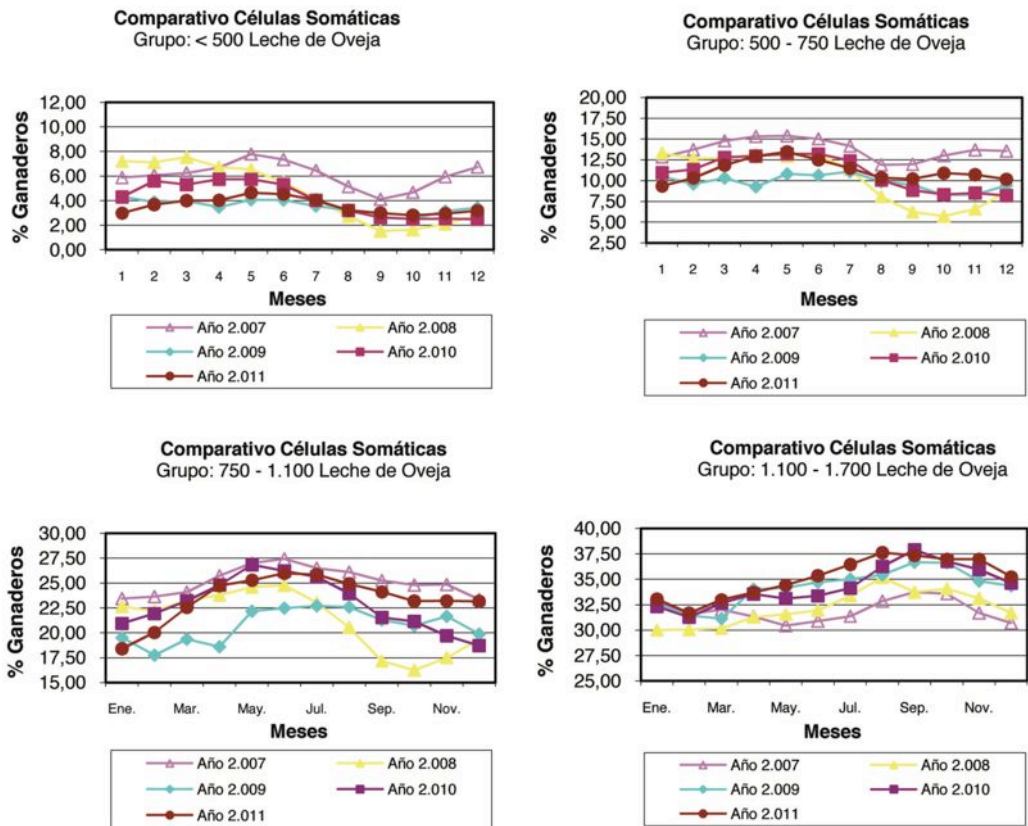 Comparativo Células Somáticas
Grupo: < 500 Leche de Oveja
% Ganaderos
12,00
10,00
8,00
6,00
4,00
2,00
0,00
1 2 3 4 5 6 7 8 9 10 11 12
Meses
Año 2.007 Año 2.008
Año 2.009 Año 2.010
Año 2.011
Comparativo Células Somáticas
Grupo: 500 - 750 Leche de Oveja
% Ganaderos
20,00
17,50
15,00
12,50
10,00
7,50
5,00
2,50
1 2 3 4 5 6 7 8 9 10 11 12
Meses
Año 2.007 Año 2.008
Año 2.009 Año 2.010
Año 2.011
Comparativo Células Somáticas
Grupo: 750 - 1.100 Leche de Oveja
% Ganaderos
30,00
27,50
25,00
22,50
20,00
17,50
15,00
Ene. Mar. May. Jul. Sep. Nov.
Meses
Año 2.007 Año 2.008
Año 2.009 Año 2.010
Año 2.011
Comparativo Células Somáticas
Grupo: 1.100 - 1.700 Leche de Oveja
% Ganaderos
40,00
37,50
35,00
32,50
30,00
27,50
25,00
Ene. Mar. May. Jul. Sep. Nov.
Meses
Año 2.007 Año 2.008
Año 2.009 Año 2.010
Año 2.011